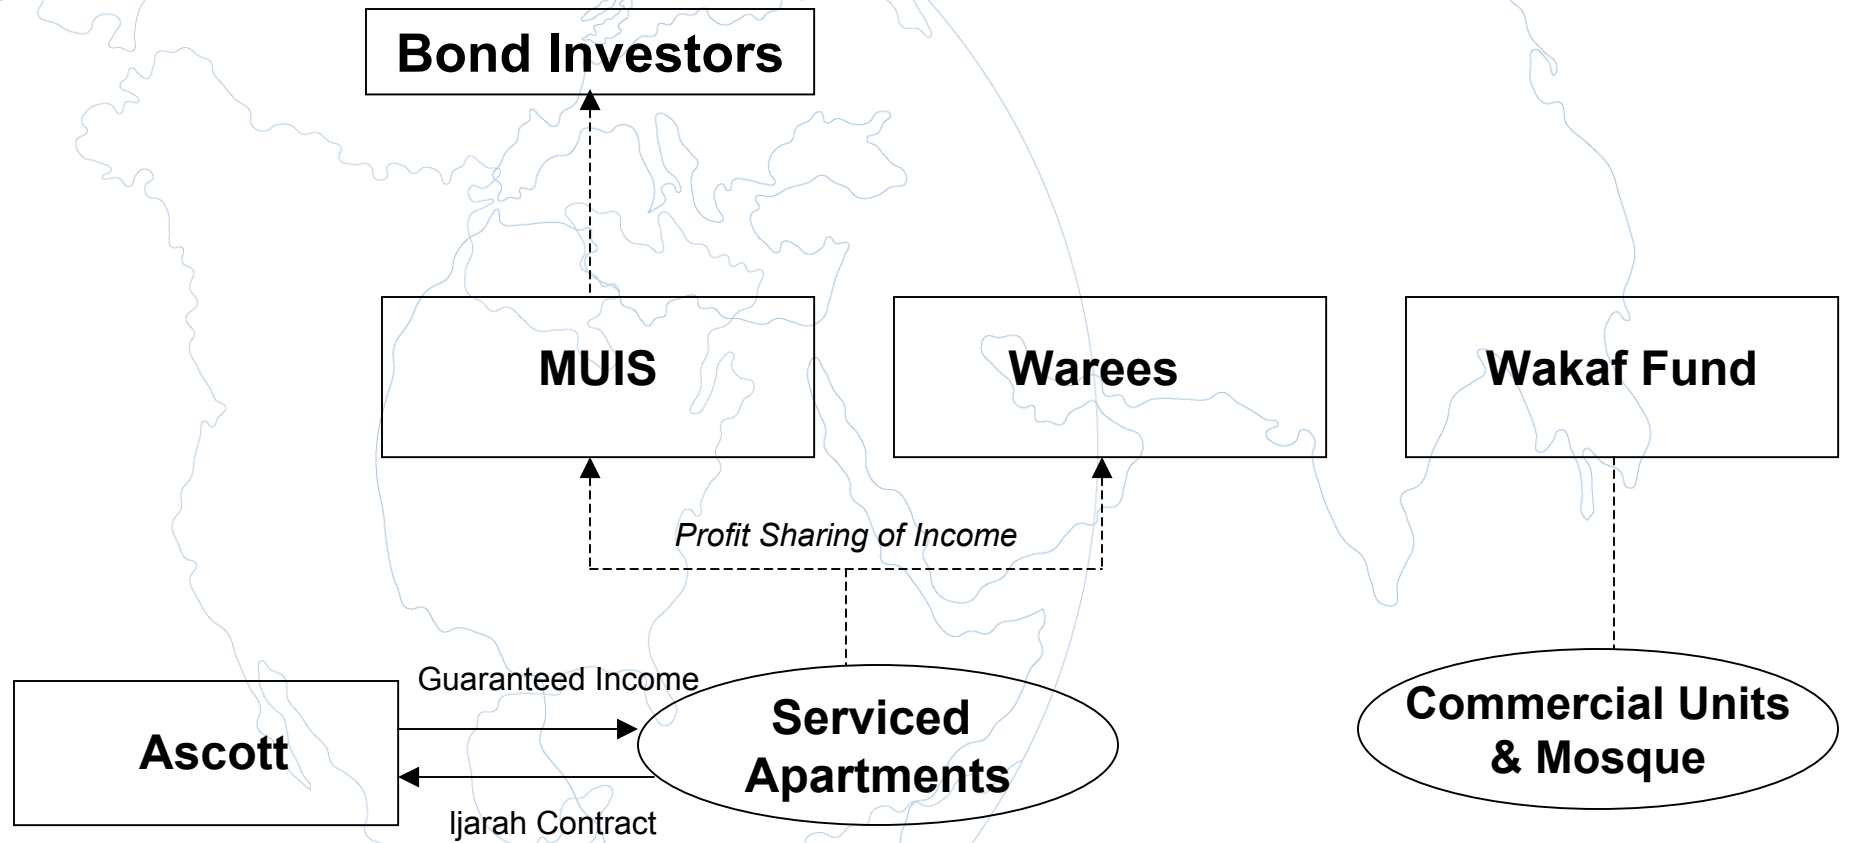 Bond Investors
MUIS
Warees
Wakaf Fund
Profit Sharing of Income
Guaranteed Income
Ascott
Serviced
Apartments
Ijarah Contract
Commercial Units
& Mosque